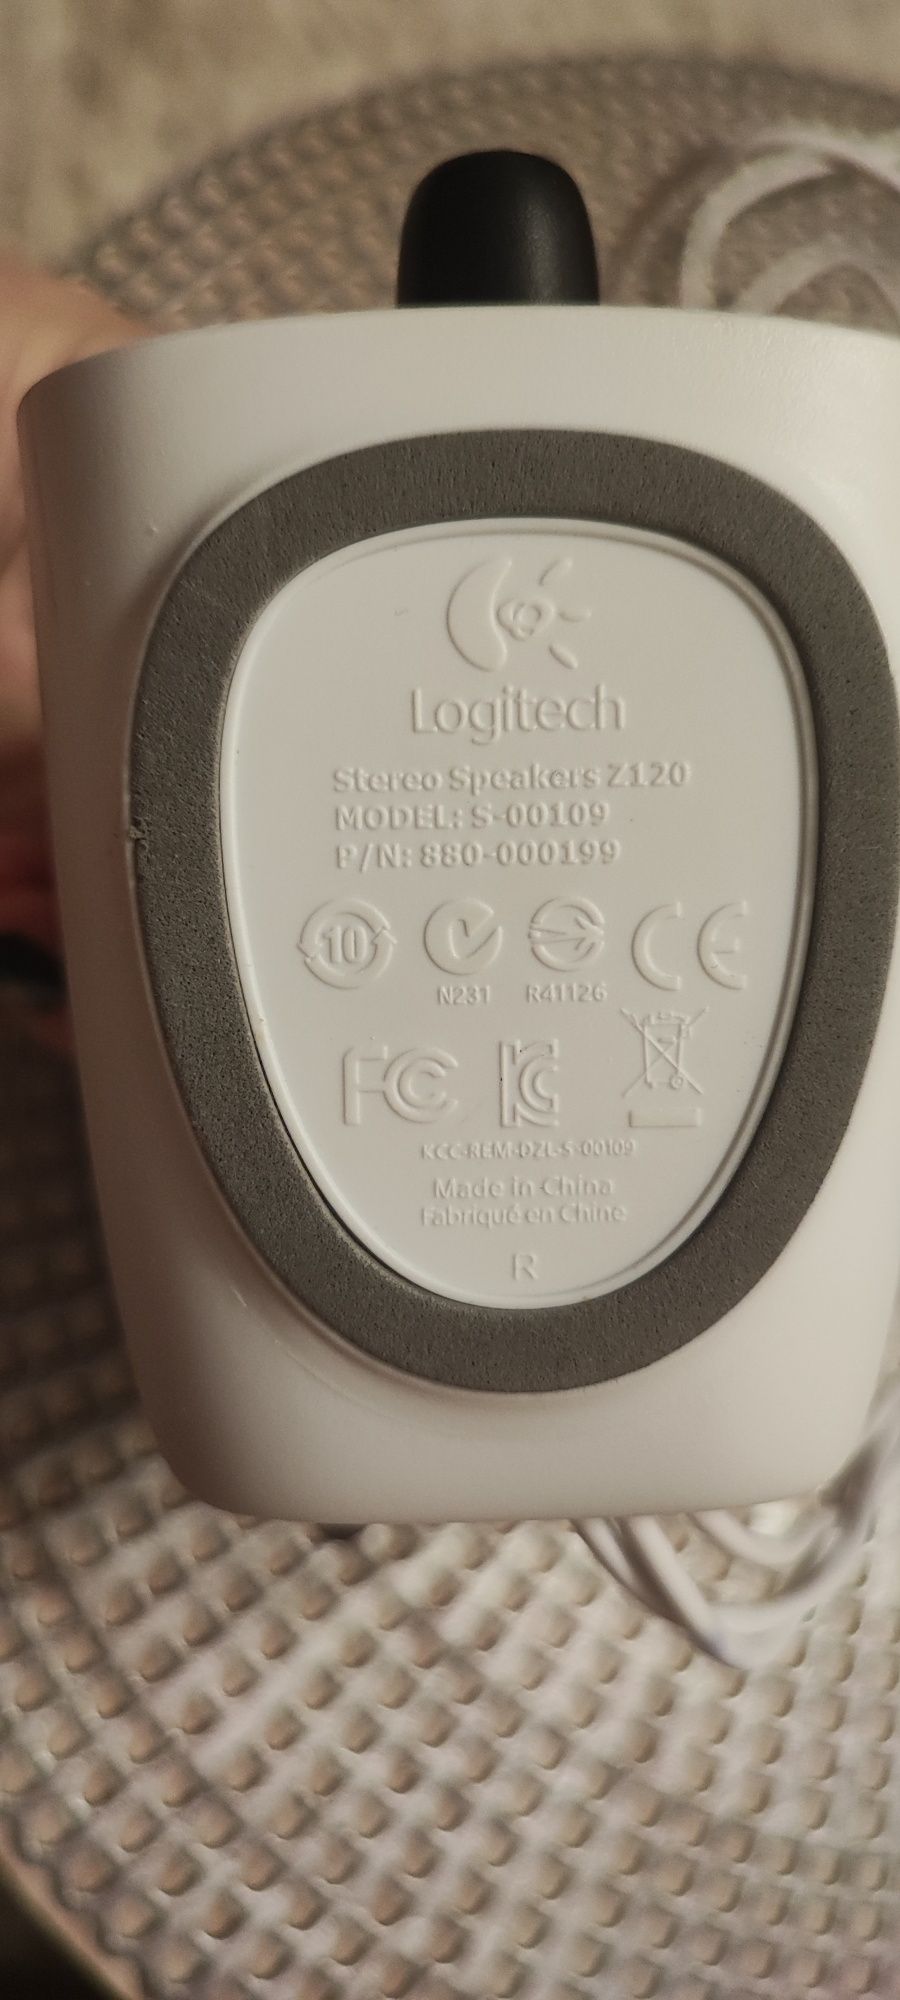 Logitech
Stereo Speakers Z120
MODEL: S-00109
P/N: 880-000199
10
CE
N231 R41126
FC
KCC-REM-DZL-S-00109
Made in China
Fabriqué en Chine
R